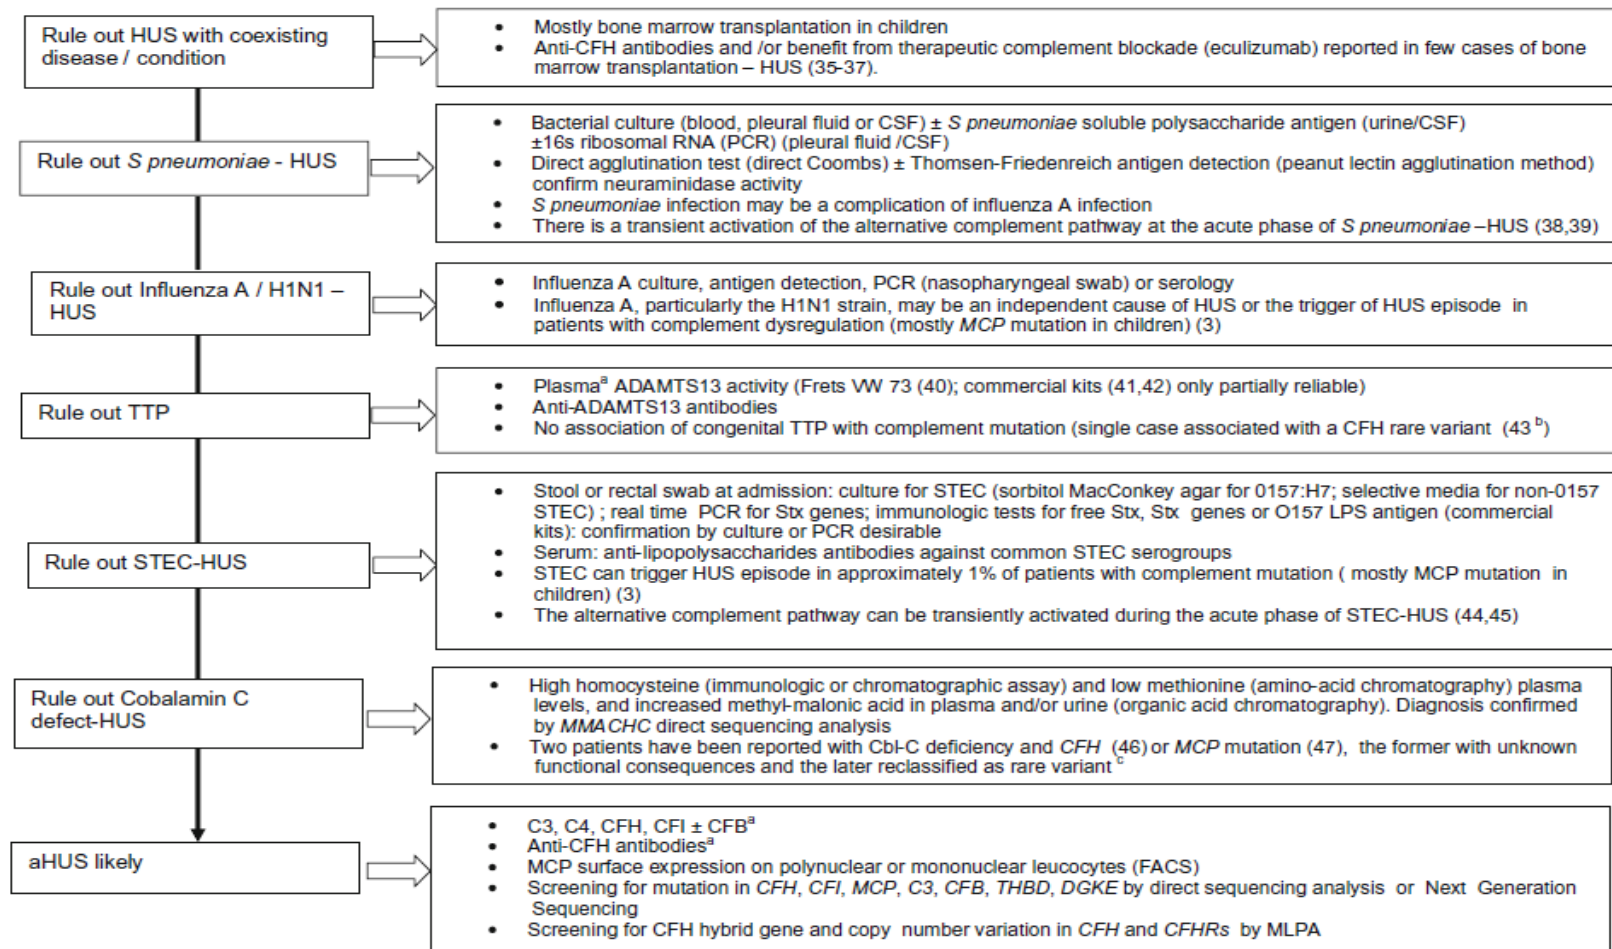 Rule out HUS with coexisting
disease / condition
• Mostly bone marrow transplantation in children
• Anti-CFH antibodies and /or benefit from therapeutic complement blockade (eculizumab) reported in few cases of bone
marrow transplantation – HUS (35-37).
Rule out S pneumoniae - HUS
• Bacterial culture (blood, pleural fluid or CSF) ± S pneumoniae soluble polysaccharide antigen (urine/CSF)
±16s ribosomal RNA (PCR) (pleural fluid /CSF)
• Direct agglutination test (direct Coombs) ± Thomsen-Friedenreich antigen detection (peanut lectin agglutination method)
confirm neuraminidase activity
• S pneumoniae infection may be a complication of influenza A infection
• There is a transient activation of the alternative complement pathway at the acute phase of S pneumoniae –HUS (38,39)
Rule out Influenza A / H1N1 –
HUS
• Influenza A culture, antigen detection, PCR (nasopharyngeal swab) or serology
• Influenza A, particularly the H1N1 strain, may be an independent cause of HUS or the trigger of HUS episode in
patients with complement dysregulation (mostly MCP mutation in children) (3)
Rule out TTP
• Plasmaᵃ ADAMTS13 activity (Frets VW 73 (40); commercial kits (41,42) only partially reliable)
• Anti-ADAMTS13 antibodies
• No association of congenital TTP with complement mutation (single case associated with a CFH rare variant (43 ᵇ)
Rule out STEC-HUS
• Stool or rectal swab at admission: culture for STEC (sorbitol MacConkey agar for 0157:H7; selective media for non-0157
STEC) ; real time PCR for Stx genes; immunologic tests for free Stx, Stx genes or O157 LPS antigen (commercial
kits): confirmation by culture or PCR desirable
• Serum: anti-lipopolysaccharides antibodies against common STEC serogroups
• STEC can trigger HUS episode in approximately 1% of patients with complement mutation ( mostly MCP mutation in
children) (3)
• The alternative complement pathway can be transiently activated during the acute phase of STEC-HUS (44,45)
Rule out Cobalamin C
defect-HUS
• High homocysteine (immunologic or chromatographic assay) and low methionine (amino-acid chromatography) plasma
levels, and increased methyl-malonic acid in plasma and/or urine (organic acid chromatography). Diagnosis confirmed
by MMACHC direct sequencing analysis
• Two patients have been reported with Cbl-C deficiency and CFH (46) or MCP mutation (47), the former with unknown
functional consequences and the later reclassified as rare variant ᶜ
aHUS likely
• C3, C4, CFH, CFI ± CFBᵃ
• Anti-CFH antibodiesᵃ
• MCP surface expression on polynuclear or mononuclear leucocytes (FACS)
• Screening for mutation in CFH, CFI, MCP, C3, CFB, THBD, DGKE by direct sequencing analysis or Next Generation
Sequencing
• Screening for CFH hybrid gene and copy number variation in CFH and CFHRs by MLPA